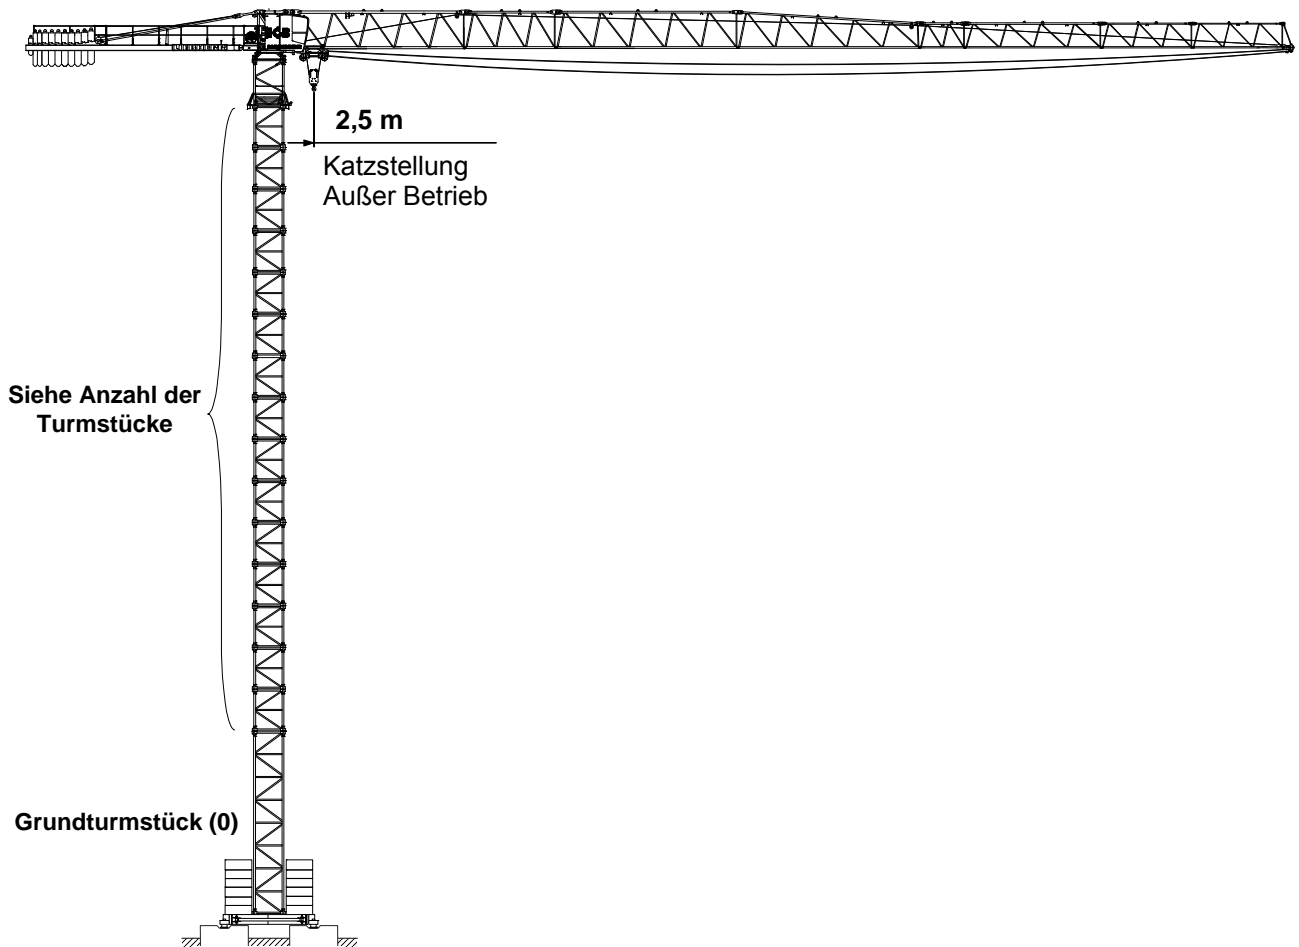 2,5 m
Katzstellung
Außer Betrieb
Siehe Anzahl der
Turmstücke
Grundturmstück (0)